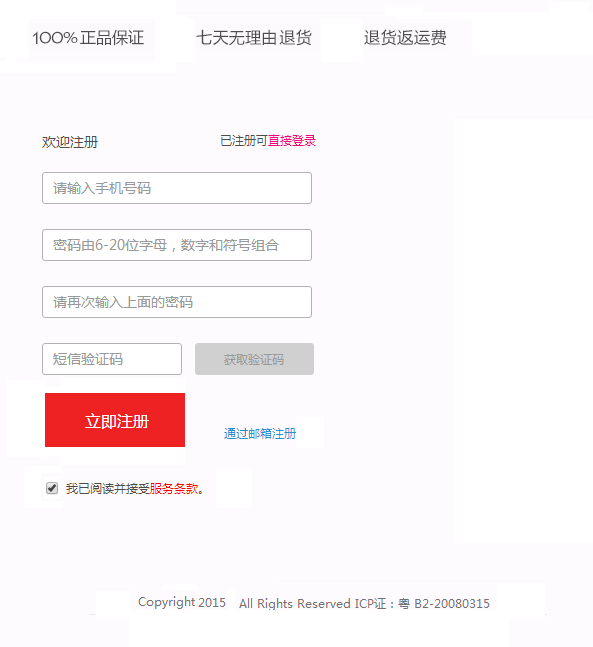 100%正品保证 七天无理由退货 退货返运费
欢迎注册 已注册可直接登录
请输入手机号码
密码由6-20位字母，数字和符号组合
请再次输入上面的密码
短信验证码 获取验证码
立即注册 通过邮箱注册
我已阅读并接受服务条款。
Copyright 2015 All Rights Reserved ICP证：粤 B2-20080315